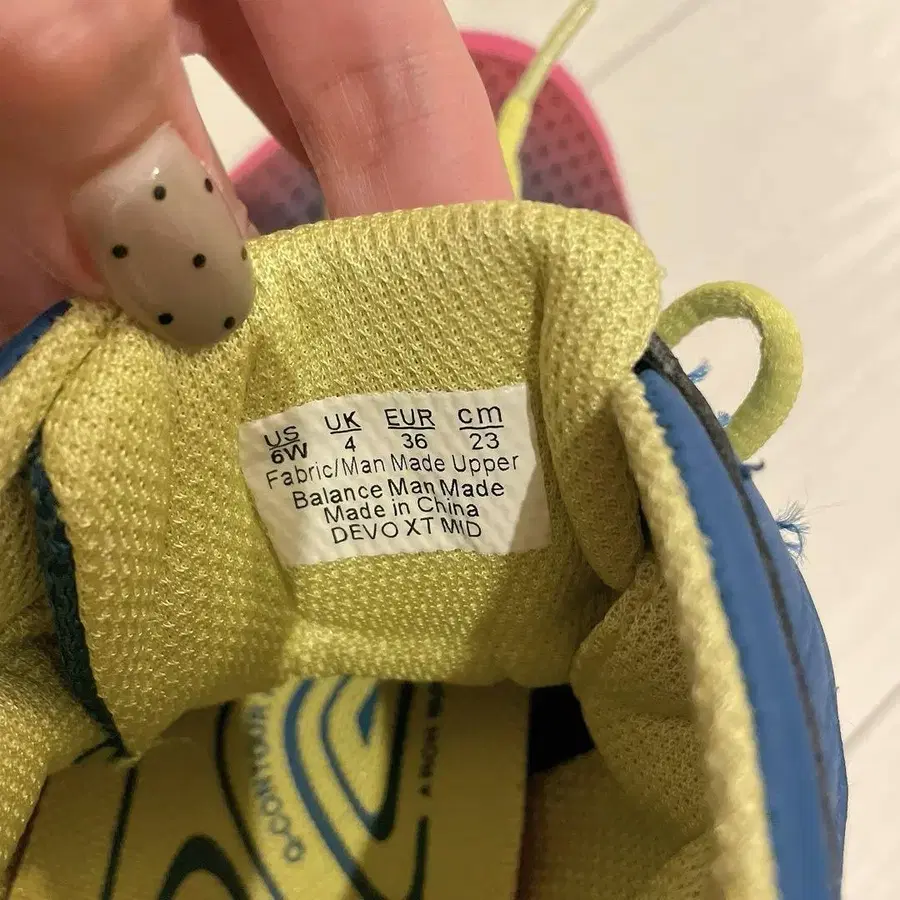 US UK EUR cm
6W 4 36 23
Fabric/Man Made Upper
Balance Man Made
Made in China
DEVO XT MID
CONTOUR